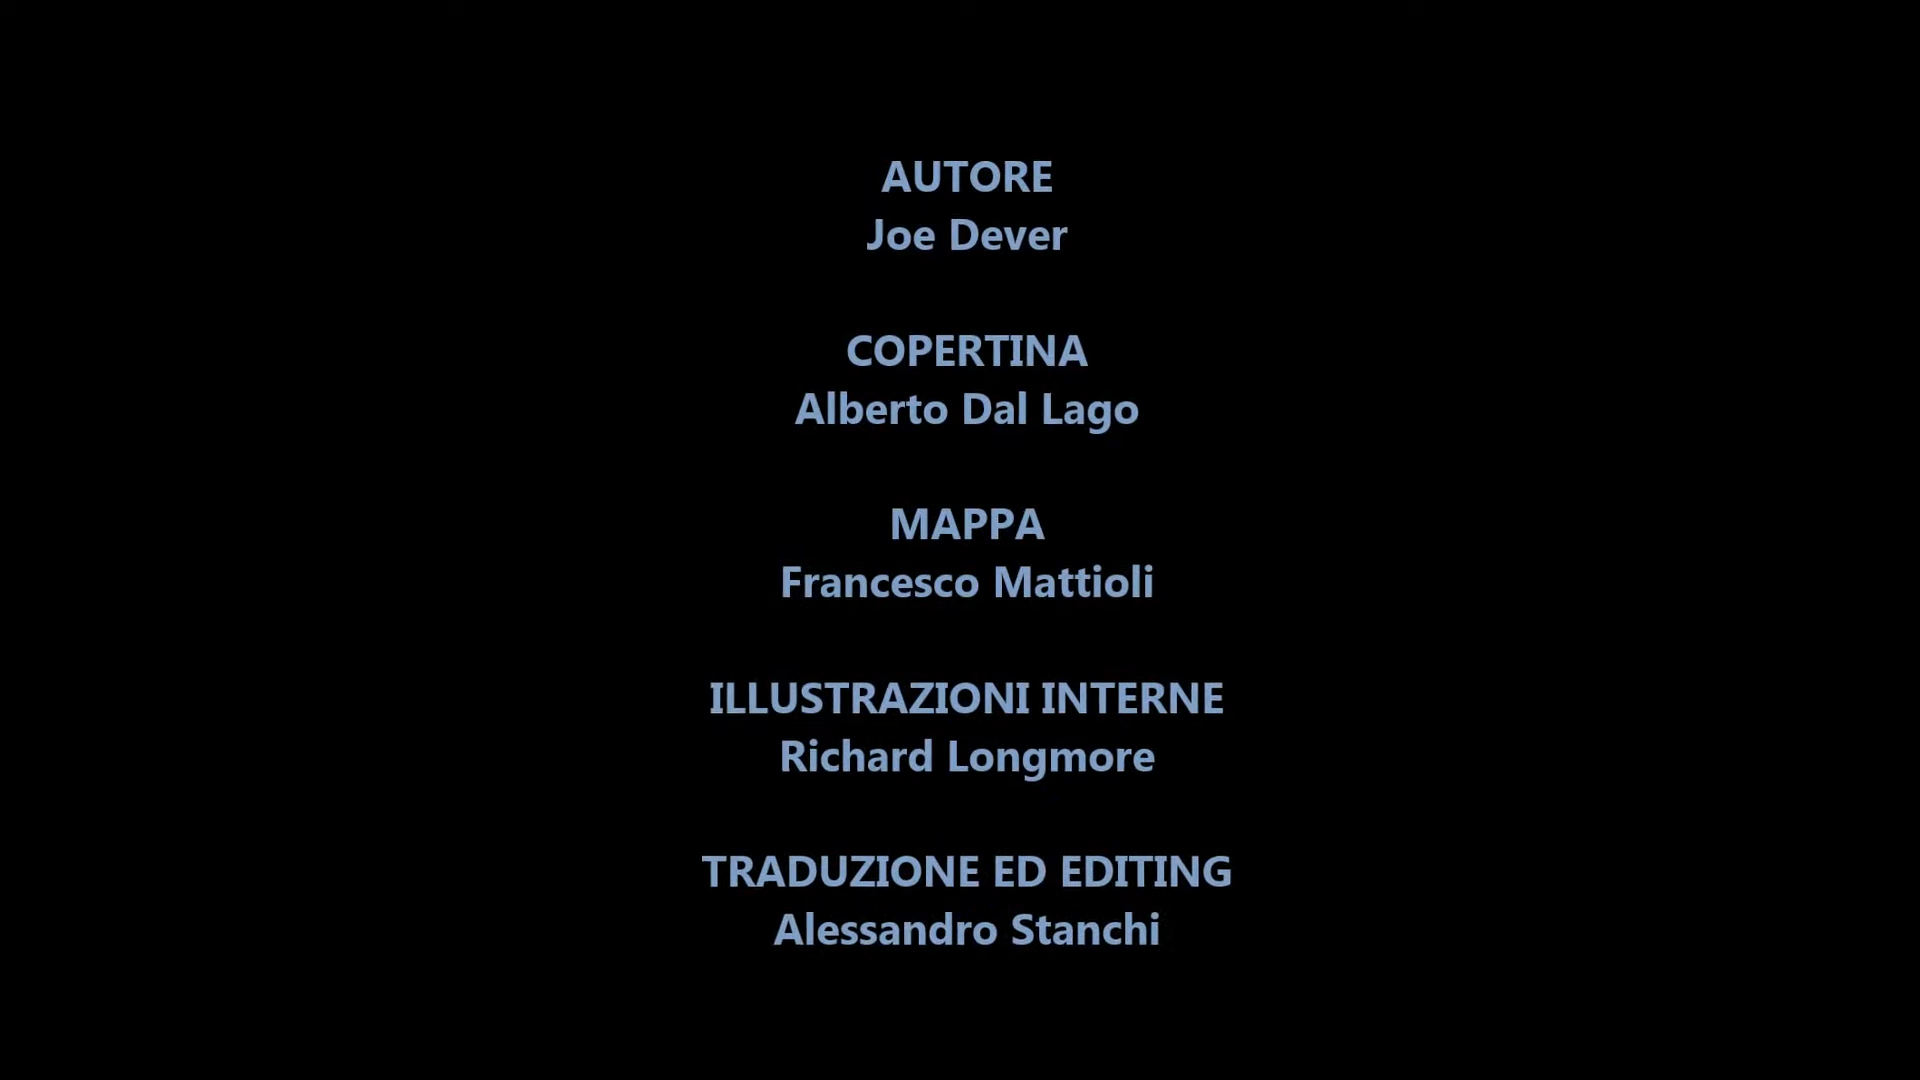 AUTORE
Joe Dever
COPERTINA
Alberto Dal Lago
MAPPA
Francesco Mattioli
ILLUSTRAZIONI INTERNE
Richard Longmore
TRADUZIONE ED EDITING
Alessandro Stanchi